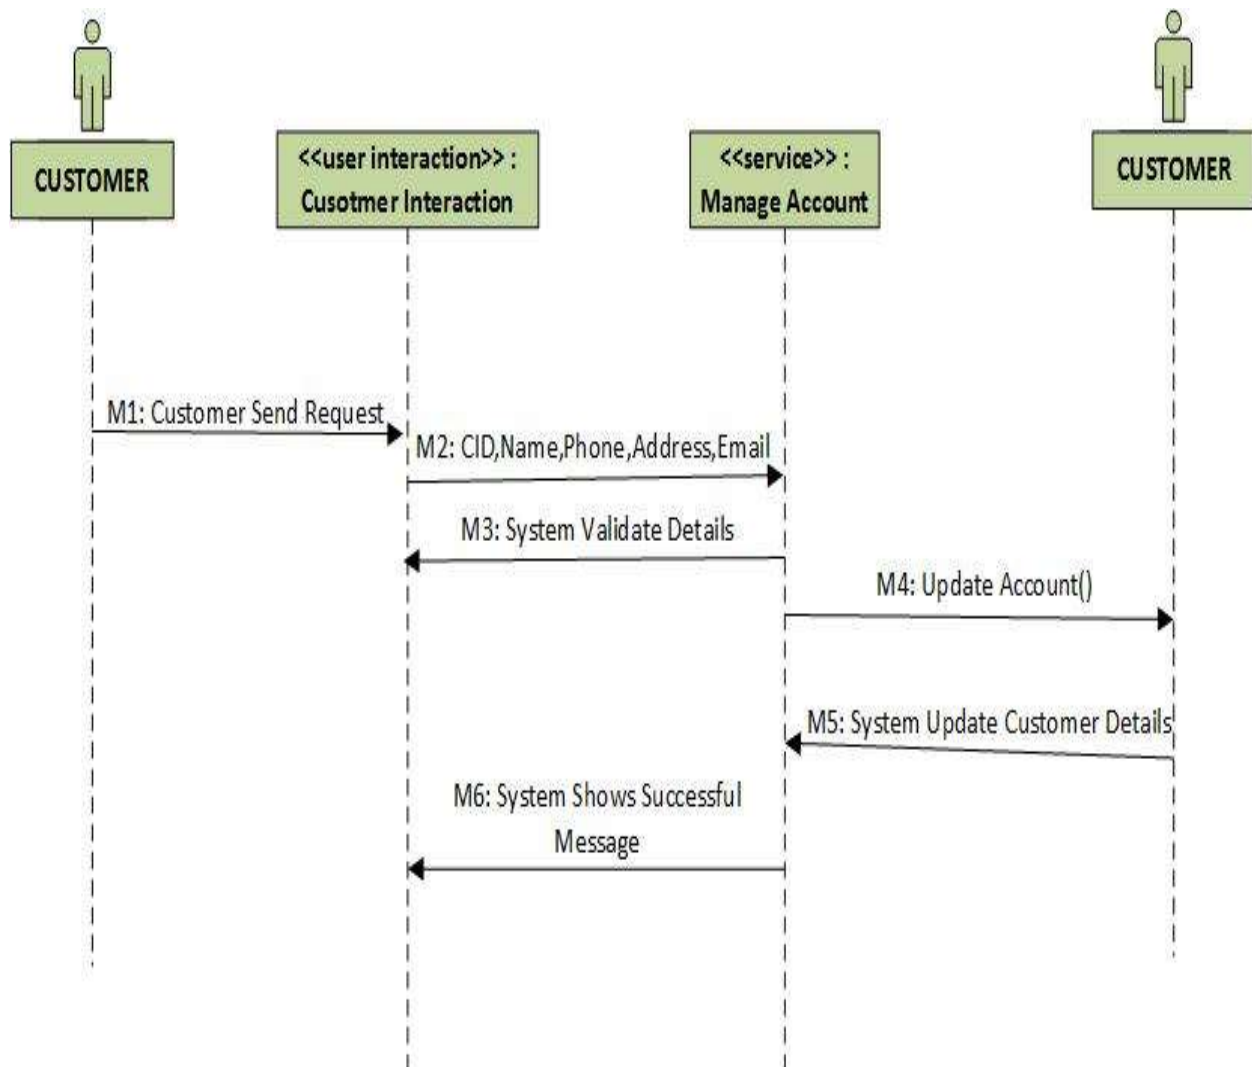 CUSTOMER
<<user interaction>> :
Cusotmer Interaction
<<service>> :
Manage Account
CUSTOMER
M1: Customer Send Request
M2: CID,Name,Phone,Address,Email
M3: System Validate Details
M4: Update Account()
M5: System Update Customer Details
M6: System Shows Successful
Message